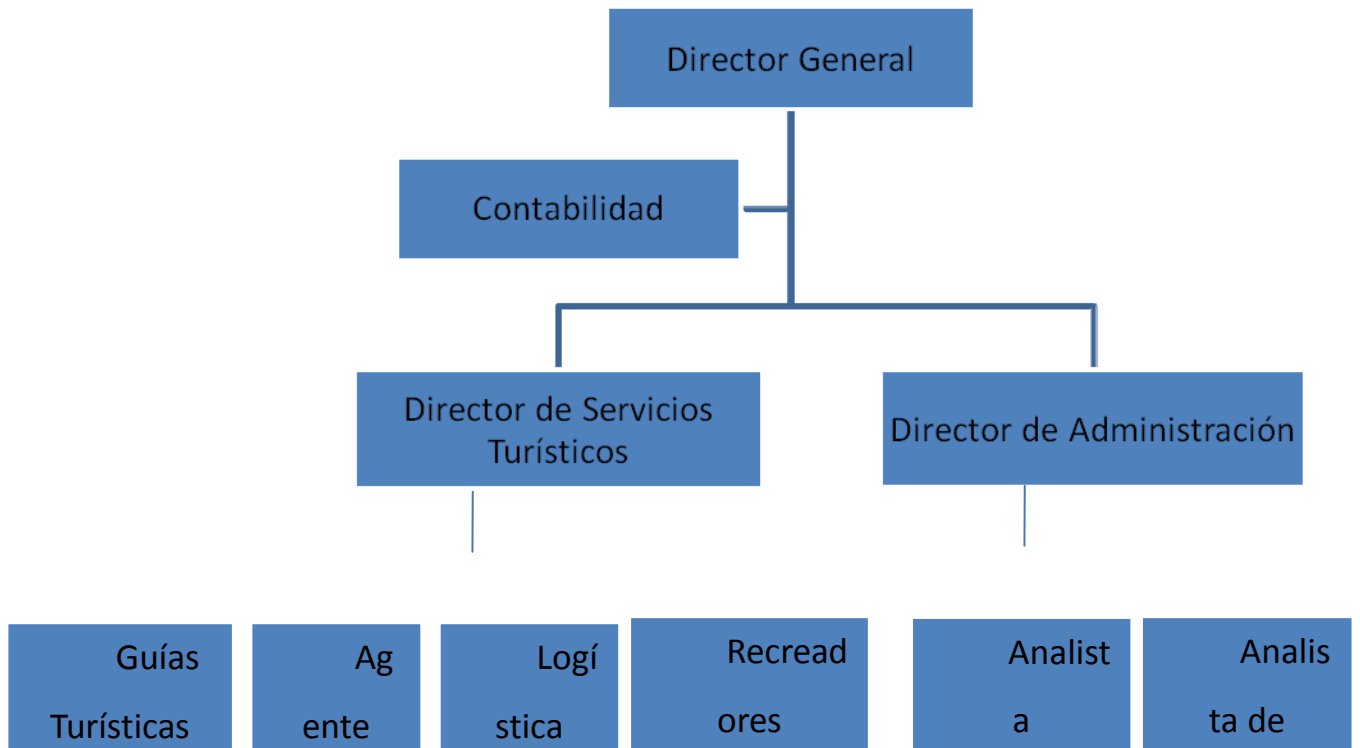 Director General
Contabilidad
Director de Servicios
Turísticos
Director de Administración
Guías
Turísticas
Ag
ente
Logí
stica
Recread
ores
Analist
a
Analis
ta de